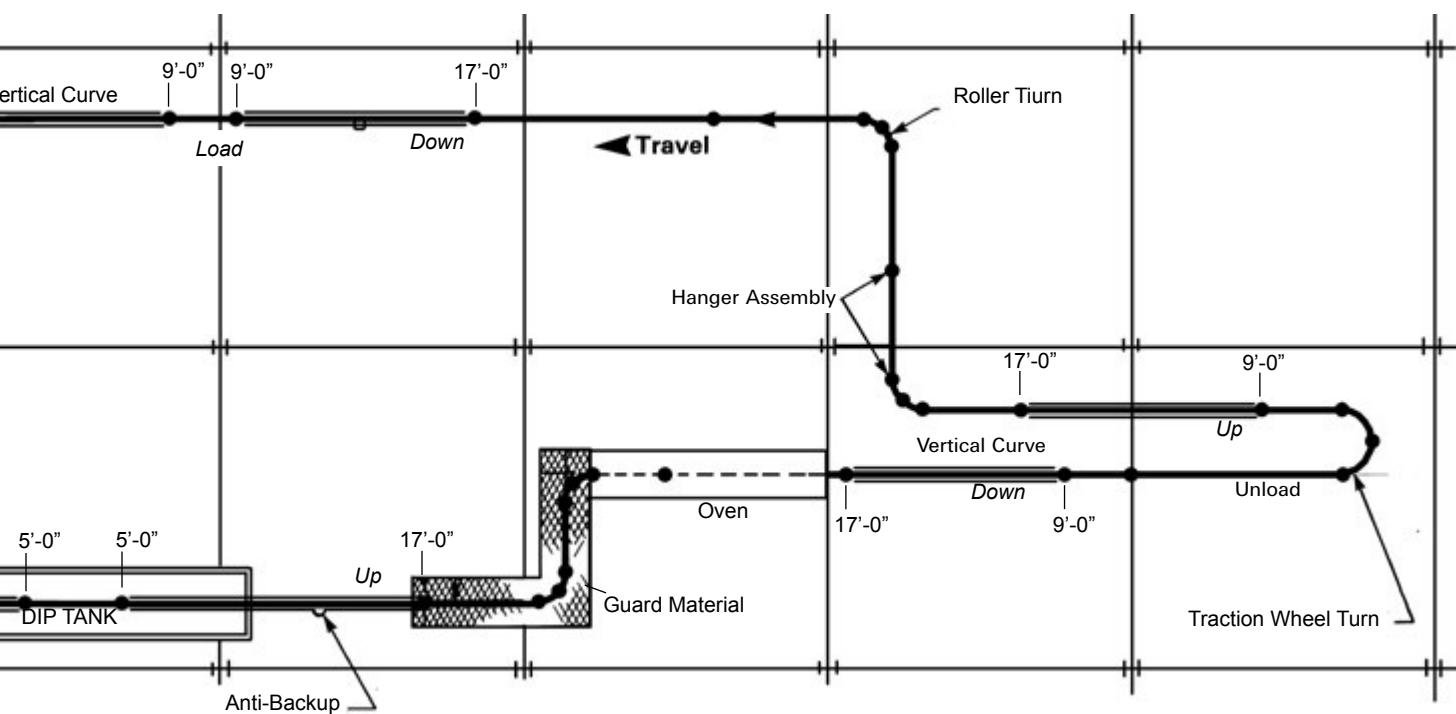 9’-0” 9’-0” 17’-0”
ertical Curve
Roller Tiurn
Load
Down
Travel
Hanger Assembly
17’-0” 9’-0”
Up
Vertical Curve
Down
Unload
Oven
17’-0” 9’-0”
5’-0” 5’-0” 17’-0”
Up
DIP TANK
Guard Material
Traction Wheel Turn
Anti-Backup